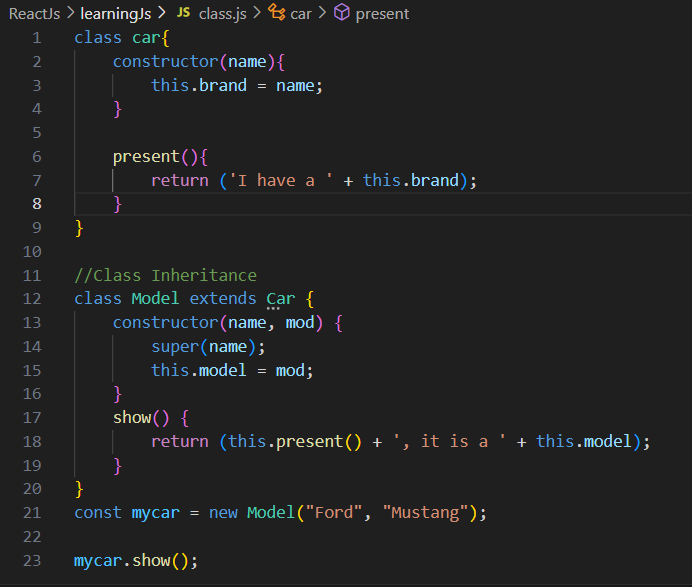 ReactJs > learningJs > JS class.js > car > present
1 class car{
2     constructor(name){
3         this.brand = name;
4     }
5
6     present(){
7         return ('I have a ' + this.brand);
8     }
9 }
10
11 //Class Inheritance
12 class Model extends Car {
13     constructor(name, mod) {
14         super(name);
15         this.model = mod;
16     }
17     show() {
18         return (this.present() + ', it is a ' + this.model);
19     }
20 }
21 const mycar = new Model("Ford", "Mustang");
22
23 mycar.show();